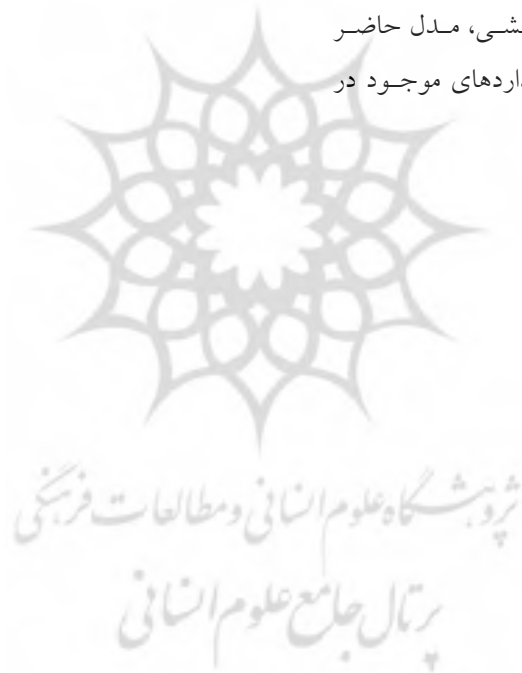 شی، مدل حاضر
اردهای موجود در
پژوهشگاه علوم انسانی و مطالعات فرهنگی
پرتال جامع علوم انسانی